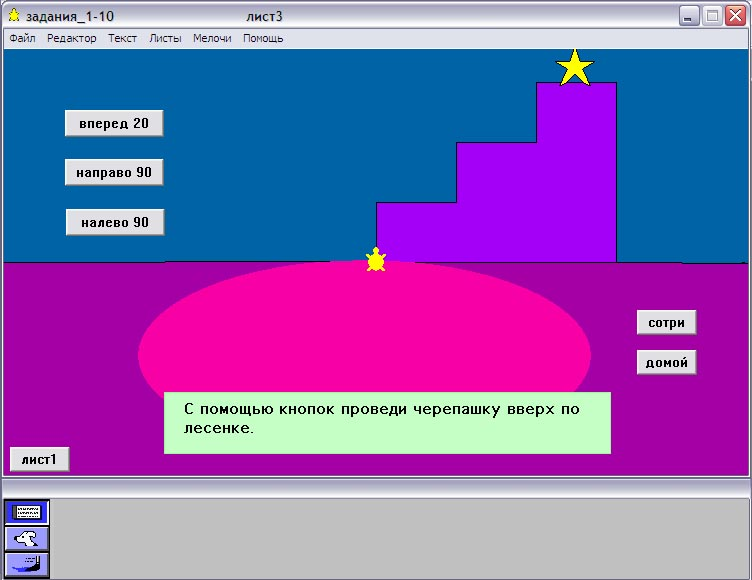 задания_1-10 лист3
Файл Редактор Текст Листы Мелочи Помощь
вперед 20
направо 90
налево 90
сотри
домой
С помощью кнопок проведи черепашку вверх по
лесенке.
лист1